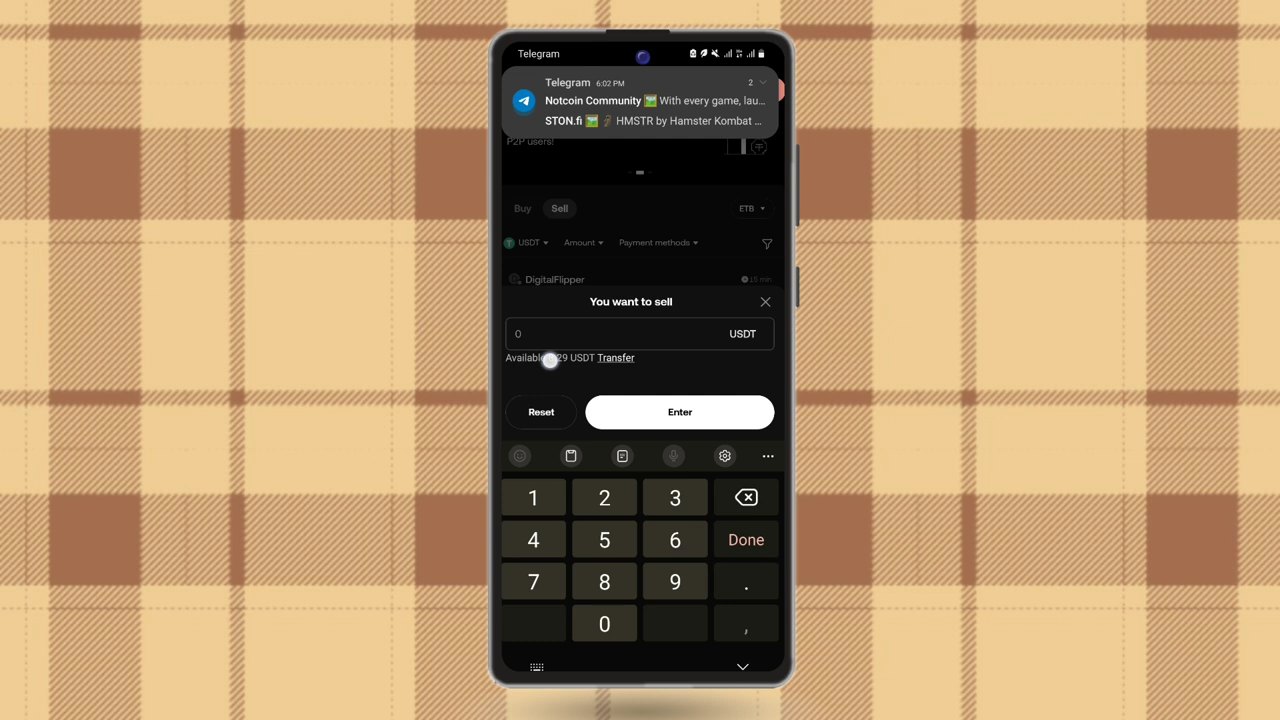 Telegram
Telegram 6:02 PM 2
Notcoin Community 🖼️ With every game, lau...
STON.fi 🖼️ HMSTR by Hamster Kombat ...
P2P users!
Buy Sell ETB
USDT Amount Payment methods
DigitalFlipper 15 min
You want to sell
0 USDT
Available 29 USDT Transfer
Reset Enter
1 2 3
4 5 6 Done
7 8 9 .
0 ,